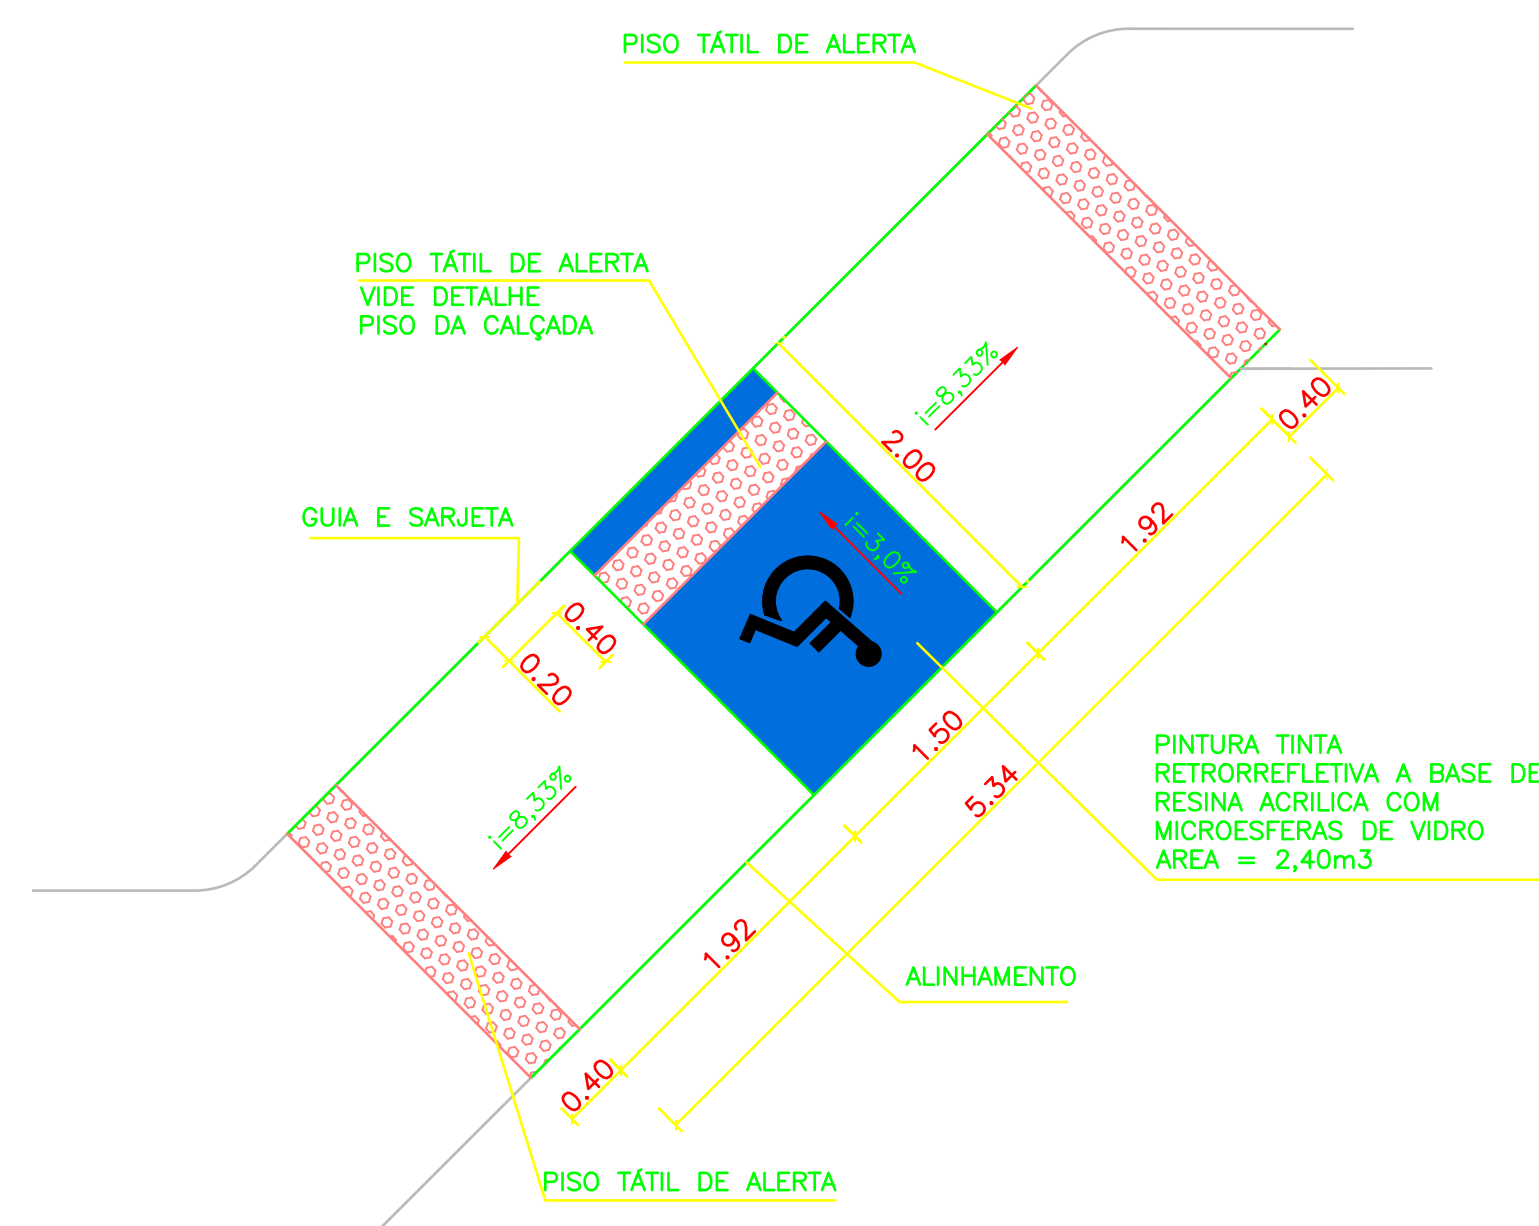 PISO TÁTIL DE ALERTA
PISO TÁTIL DE ALERTA
VIDE DETALHE
PISO DA CALÇADA
i=8,33%
0.40
2.00
GUIA E SARJETA
i=3,0%
1.92
0.40
0.20
1.50
5.34
PINTURA TINTA
RETRORREFLETIVA A BASE DE
RESINA ACRILICA COM
MICROESFERAS DE VIDRO
AREA = 2,40m3
i=8,33%
1.92
ALINHAMENTO
0.40
PISO TÁTIL DE ALERTA